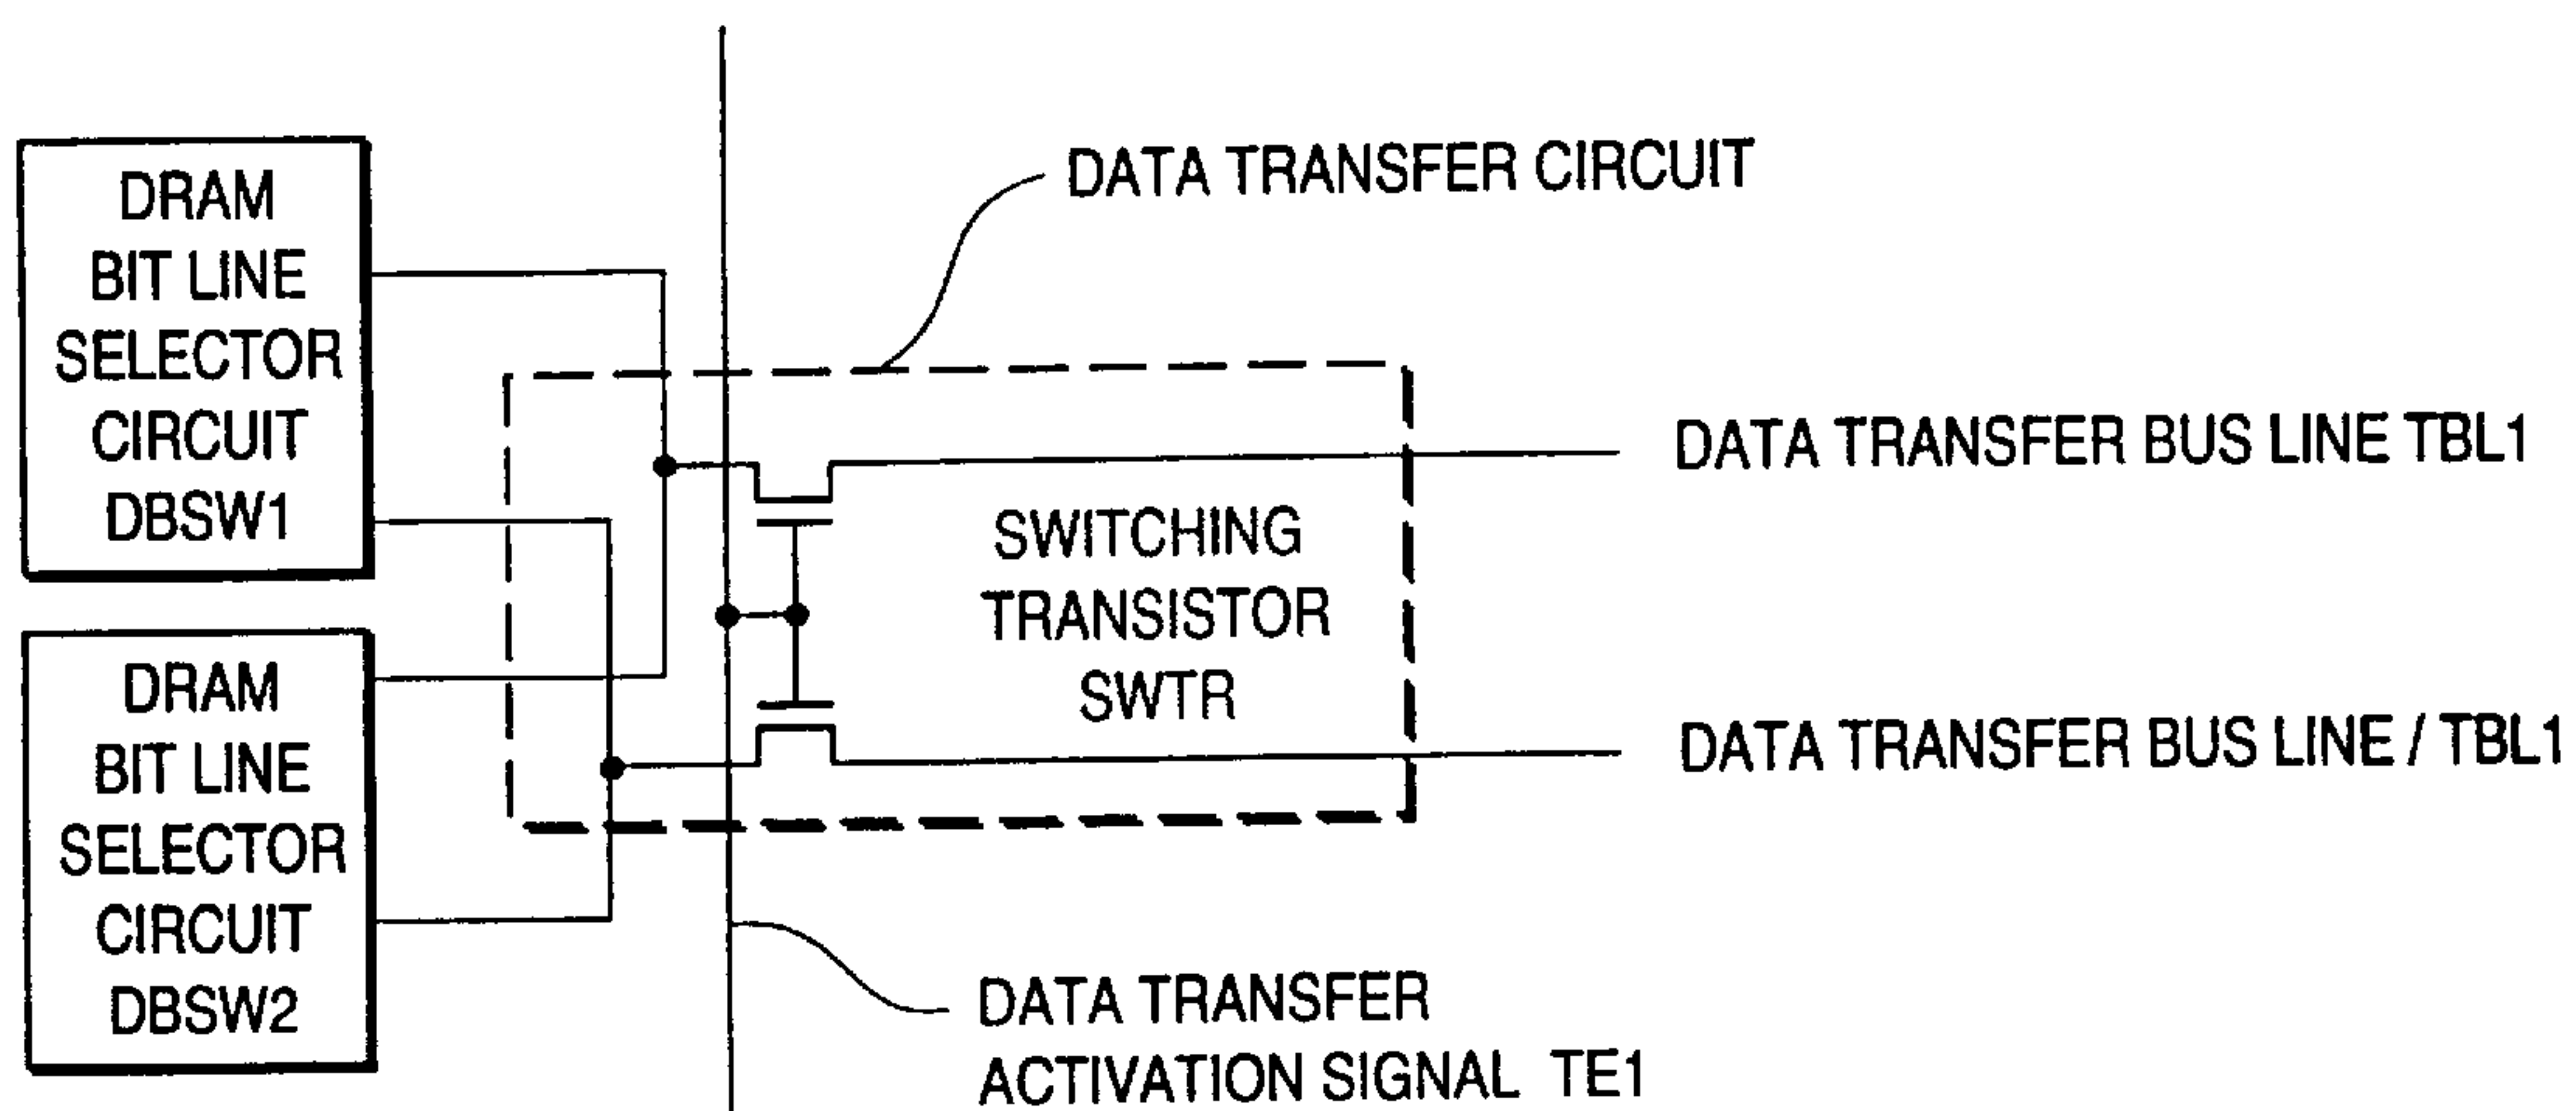 DRAM
BIT LINE
SELECTOR
CIRCUIT
DBSW1
DATA TRANSFER CIRCUIT
DATA TRANSFER BUS LINE TBL1
SWITCHING
TRANSISTOR
SWTR
DRAM
BIT LINE
SELECTOR
CIRCUIT
DBSW2
DATA TRANSFER BUS LINE / TBL1
DATA TRANSFER
ACTIVATION SIGNAL TE1